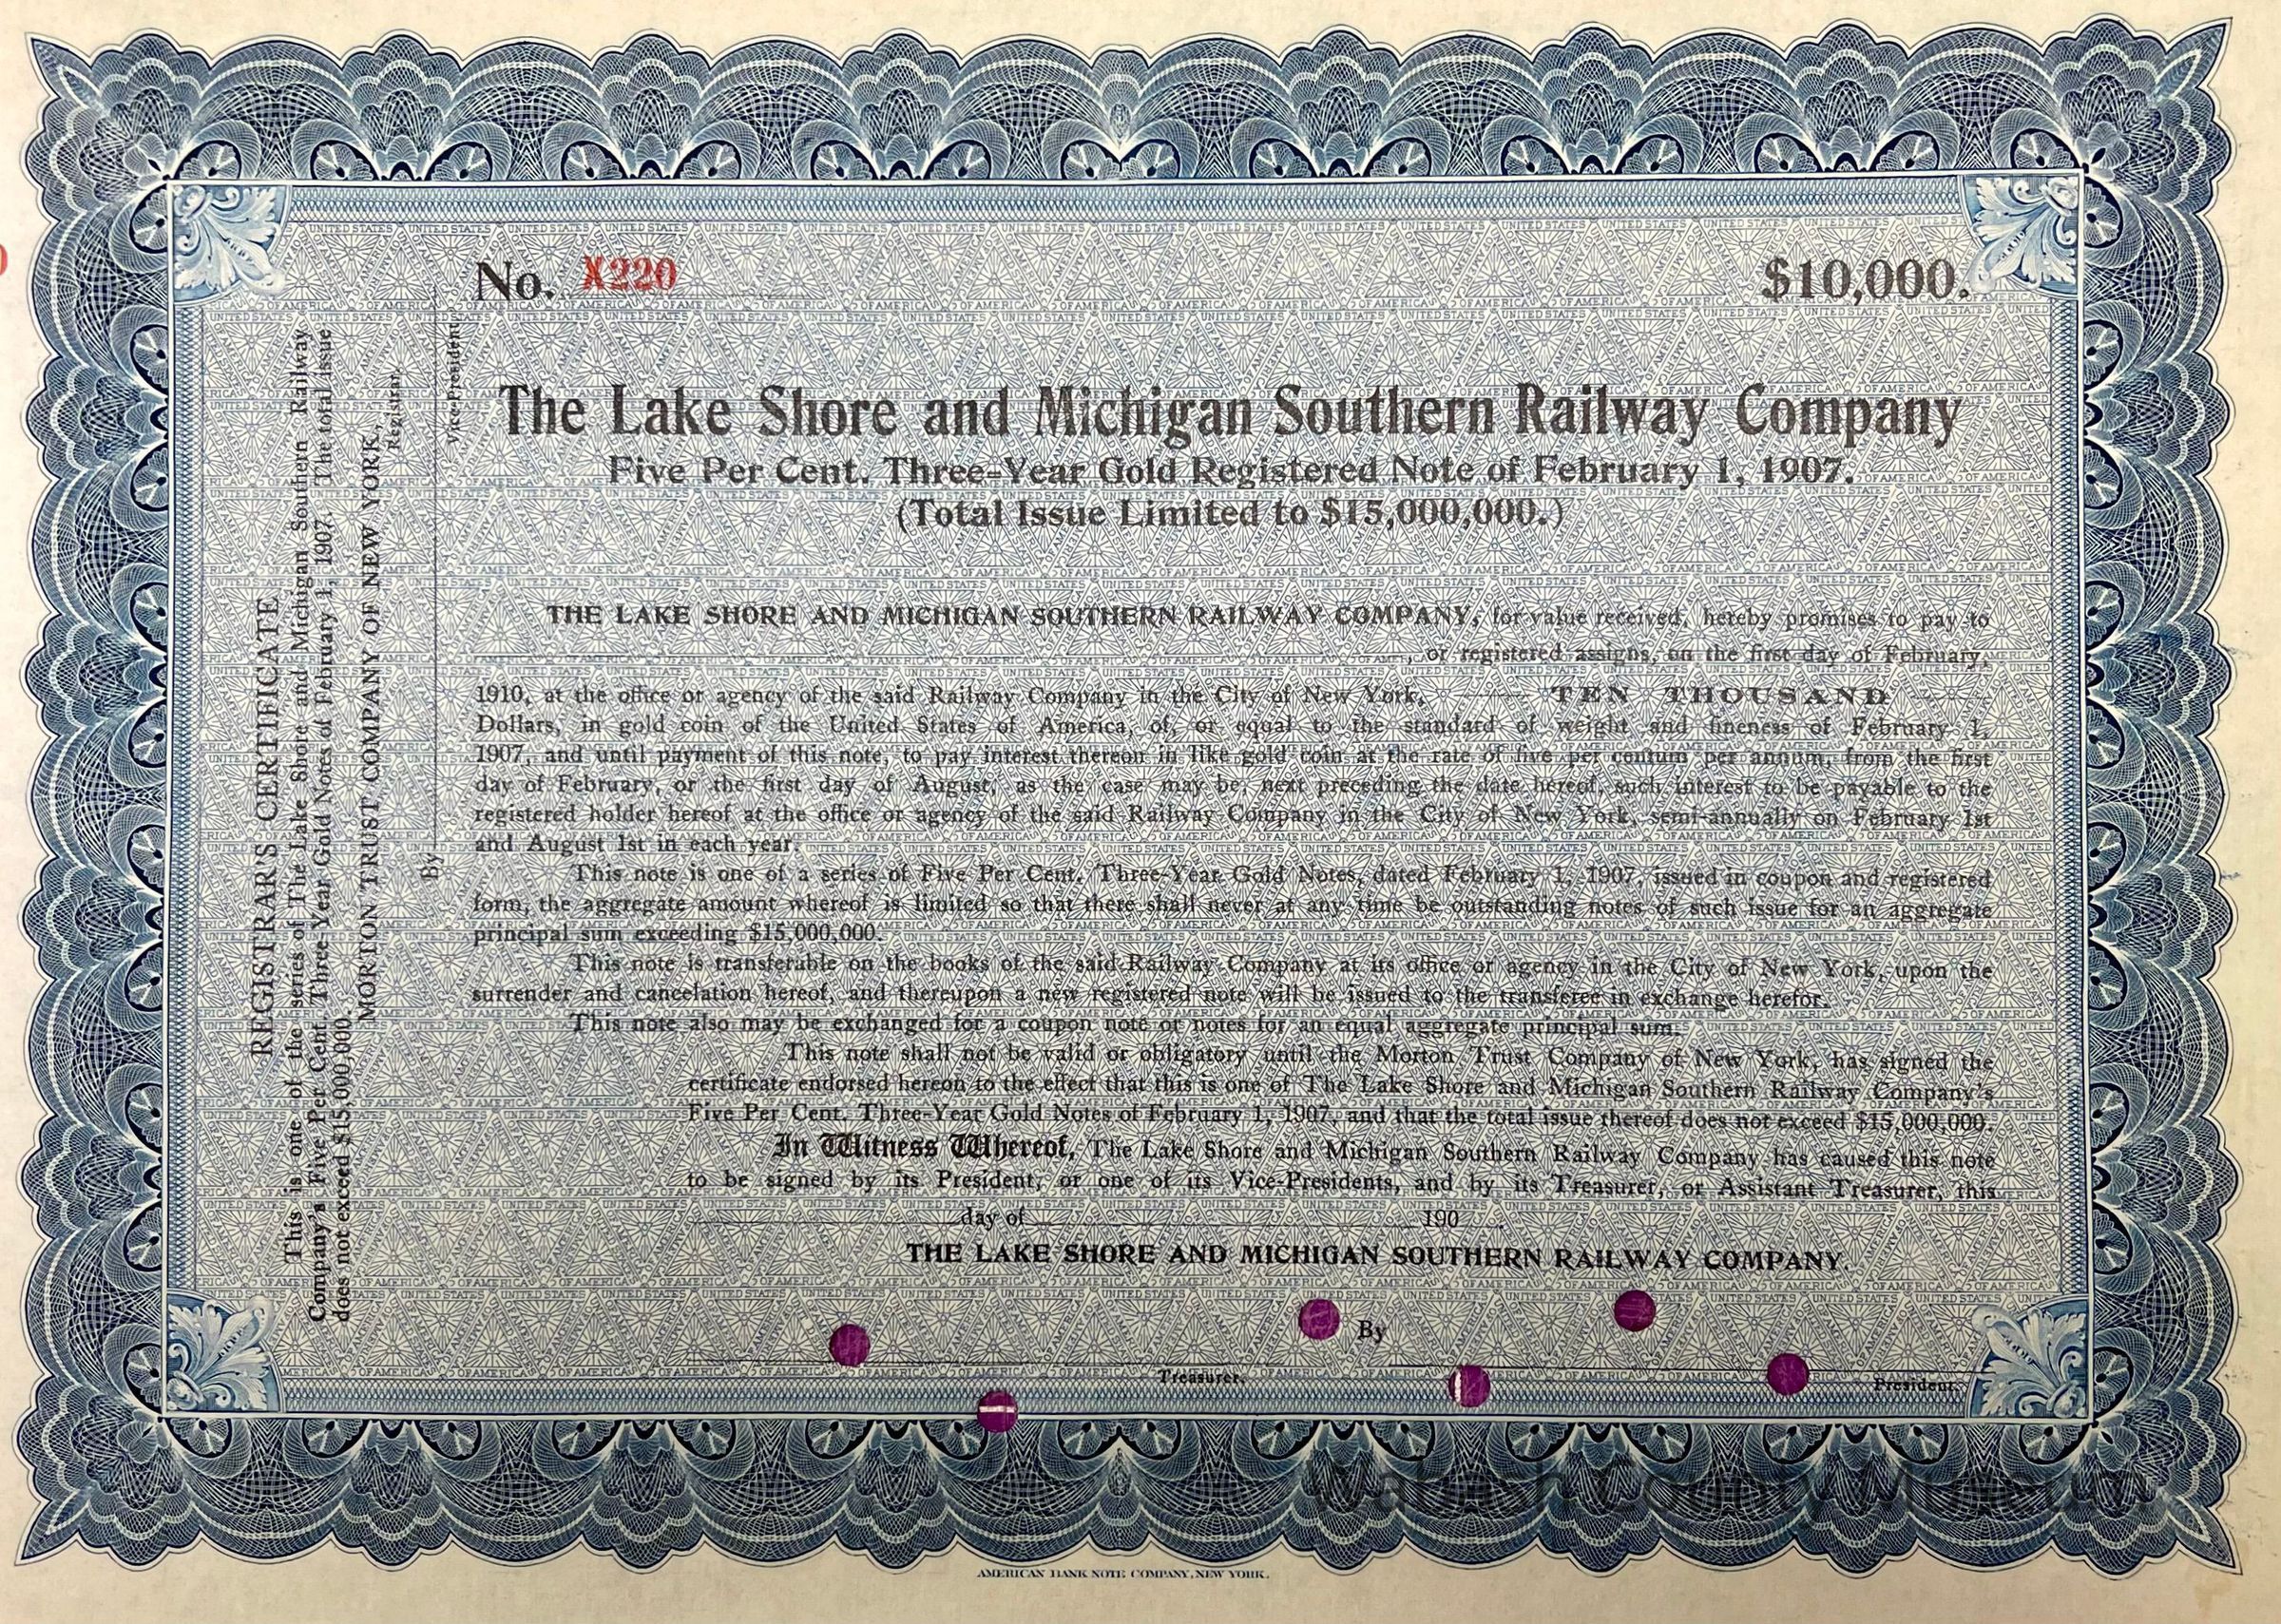 No. X220
$10,000.
The Lake Shore and Michigan Southern Railway Company
Five Per Cent. Three-Year Gold Registered Note of February 1, 1907.
(Total Issue Limited to $15,000,000.)
THE LAKE SHORE AND MICHIGAN SOUTHERN RAILWAY COMPANY, for value received, hereby promises to pay to
, or registered assigns, on the first day of February,
1910, at the office or agency of the said Railway Company in the City of New York, TEN THOUSAND
Dollars, in gold coin of the United States of America, of, or equal to the standard of weight and fineness of February 1,
1907, and until payment of this note, to pay interest thereon in like gold coin at the rate of five per centum per annum, from the first
day of February, or the first day of August, as the case may be, next preceding the date hereof, such interest to be payable to the
registered holder hereof at the office or agency of the said Railway Company in the City of New York, semi-annually on February 1st
and August 1st in each year.
This note is one of a series of Five Per Cent. Three-Year Gold Notes, dated February 1, 1907, issued in coupon and registered
form, the aggregate amount whereof is limited so that there shall never at any time be outstanding notes of such issue for an aggregate
principal sum exceeding $15,000,000.
This note is transferable on the books of the said Railway Company at its office or agency in the City of New York, upon the
surrender and cancelation hereof, and thereupon a new registered note will be issued to the transferee in exchange herefor.
This note also may be exchanged for a coupon note or notes for an equal aggregate principal sum.
This note shall not be valid or obligatory until the Morton Trust Company of New York, has signed the
certificate endorsed hereon to the effect that this is one of The Lake Shore and Michigan Southern Railway Company's
Five Per Cent. Three-Year Gold Notes of February 1, 1907, and that the total issue thereof does not exceed $15,000,000.
In Witness Whereof, The Lake Shore and Michigan Southern Railway Company has caused this note
to be signed by its President, or one of its Vice-Presidents, and by its Treasurer, or Assistant Treasurer, this
day of 190 .
THE LAKE SHORE AND MICHIGAN SOUTHERN RAILWAY COMPANY.
By
Treasurer.
President.
REGISTRAR'S CERTIFICATE
This is one of the series of The Lake Shore and Michigan Southern Railway
Company's Five Per Cent. Three-Year Gold Notes of February 1, 1907. The total issue
does not exceed $15,000,000.
MORTON TRUST COMPANY OF NEW YORK,
Registrar,
By
Vice-President.
Wabash County Museum
AMERICAN BANK NOTE COMPANY, NEW YORK.